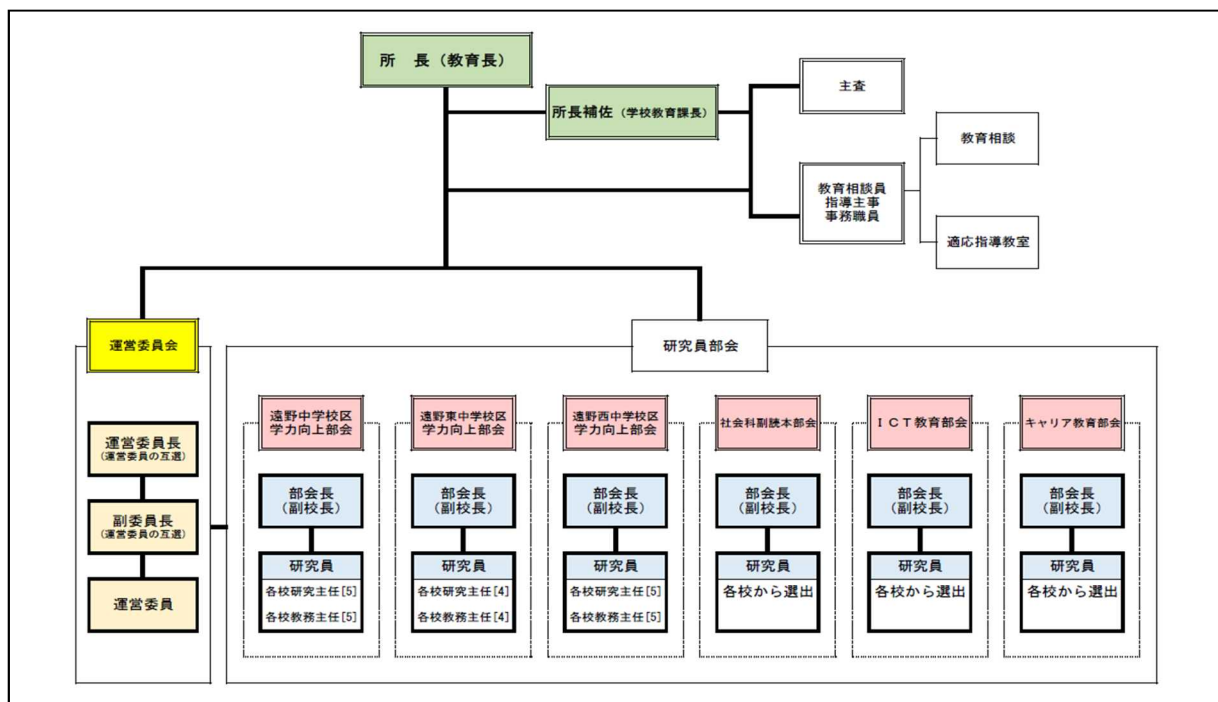 所　長（教育長）
所長補佐（学校教育課長）
主査
教育相談
教育相談員
指導主事
事務職員
適応指導教室
運営委員会
研究員部会
運営委員長
（運営委員の互選）
副委員長
（運営委員の互選）
運営委員
遠野中学校区
学力向上部会
部会長
（副校長）
研究員
各校研究主任[5]
各校教務主任[5]
遠野東中学校区
学力向上部会
部会長
（副校長）
研究員
各校研究主任[4]
各校教務主任[4]
遠野西中学校区
学力向上部会
部会長
（副校長）
研究員
各校研究主任[5]
各校教務主任[5]
社会科副読本部会
部会長
（副校長）
研究員
各校から選出
ＩＣＴ教育部会
部会長
（副校長）
研究員
各校から選出
キャリア教育部会
部会長
（副校長）
研究員
各校から選出